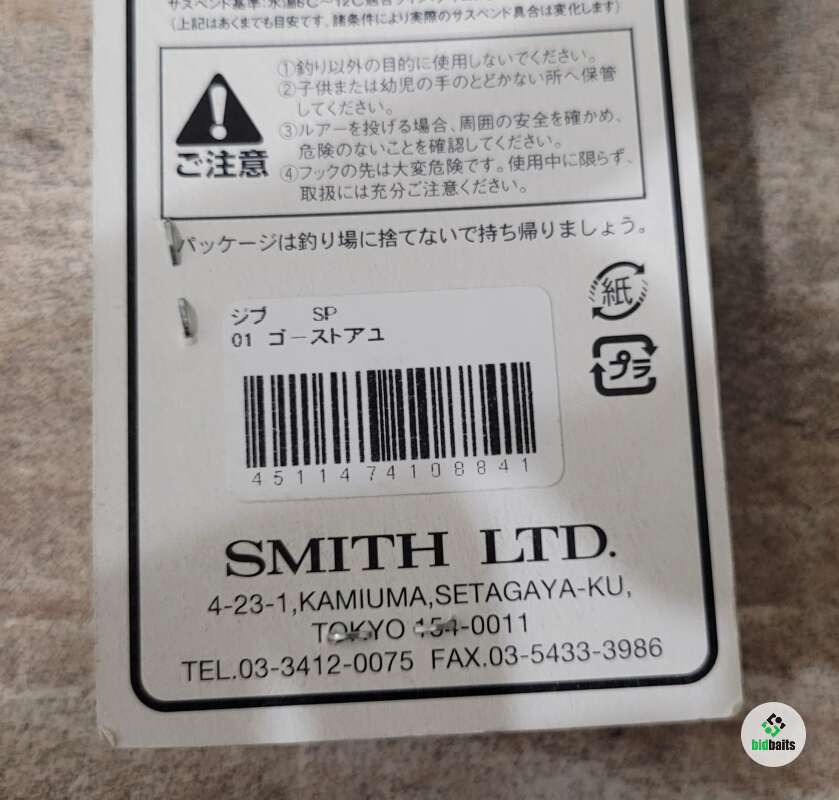 (上記はあくまでも目安です。諸条件により実際のサスペンド具合は変化します)
①釣り以外の目的に使用しないでください。
②子供または幼児の手のとどかない所へ保管
してください。
③ルアーを投げる場合、周囲の安全を確かめ、
危険のないことを確認してください。
④フックの先は大変危険です。使用中に限らず、
取扱には充分ご注意ください。
ご注意
パッケージは釣り場に捨てないで持ち帰りましょう。
紙
プラ
ジブ SP
01 ゴーストアユ
4511474108841
SMITH LTD.
4-23-1,KAMIUMA,SETAGAYA-KU,
TOKYO 154-0011
TEL.03-3412-0075 FAX.03-5433-3986
bidbaits